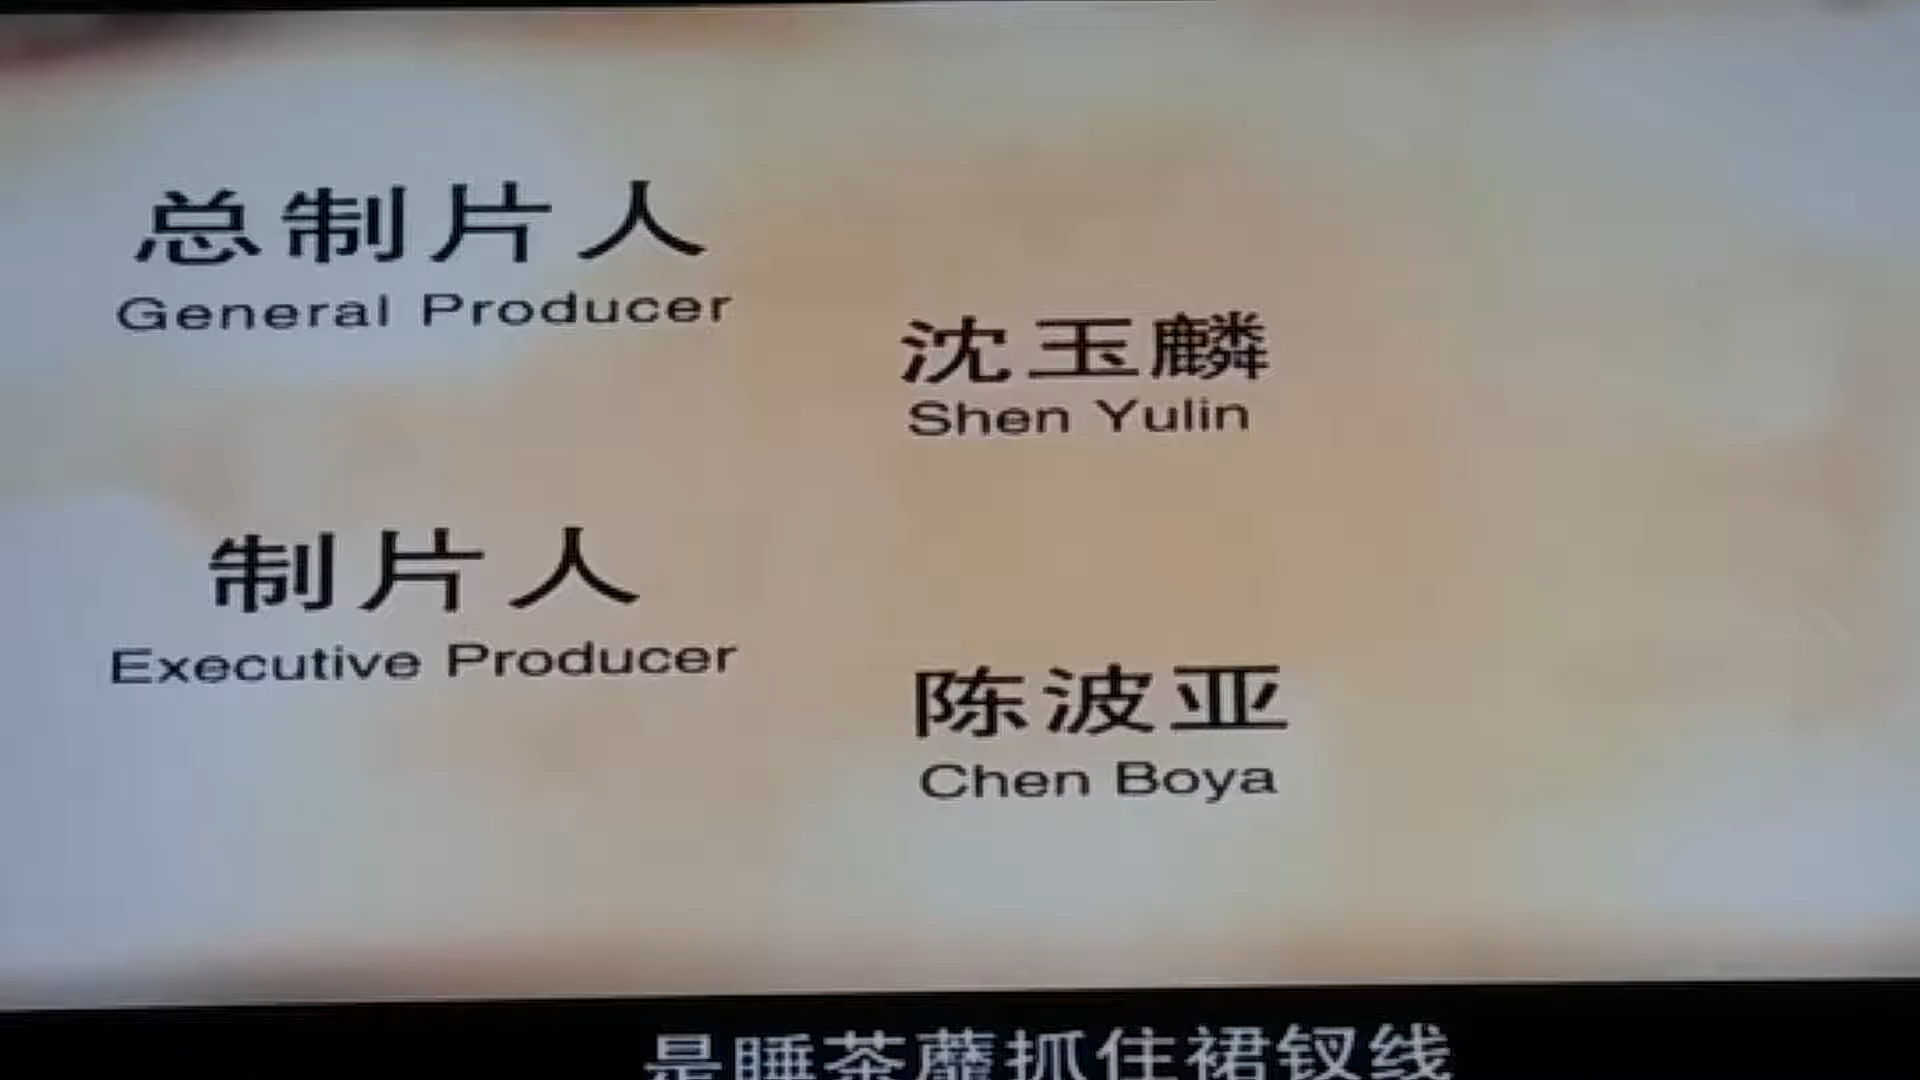 总制片人
General Producer
沈玉麟
Shen Yulin
制片人
Executive Producer
陈波亚
Chen Boya
是睡荼蘼抓住裙钗线